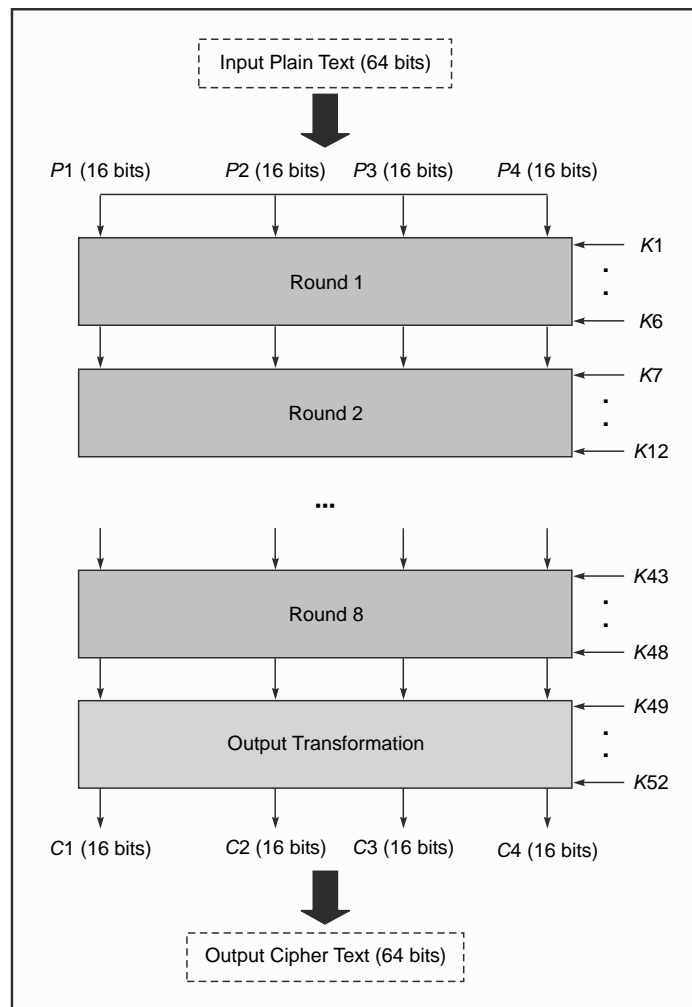 Input Plain Text (64 bits)
P1 (16 bits) P2 (16 bits) P3 (16 bits) P4 (16 bits)
K1
Round 1
K6
K7
Round 2
K12
...
K43
Round 8
K48
K49
Output Transformation
K52
C1 (16 bits) C2 (16 bits) C3 (16 bits) C4 (16 bits)
Output Cipher Text (64 bits)